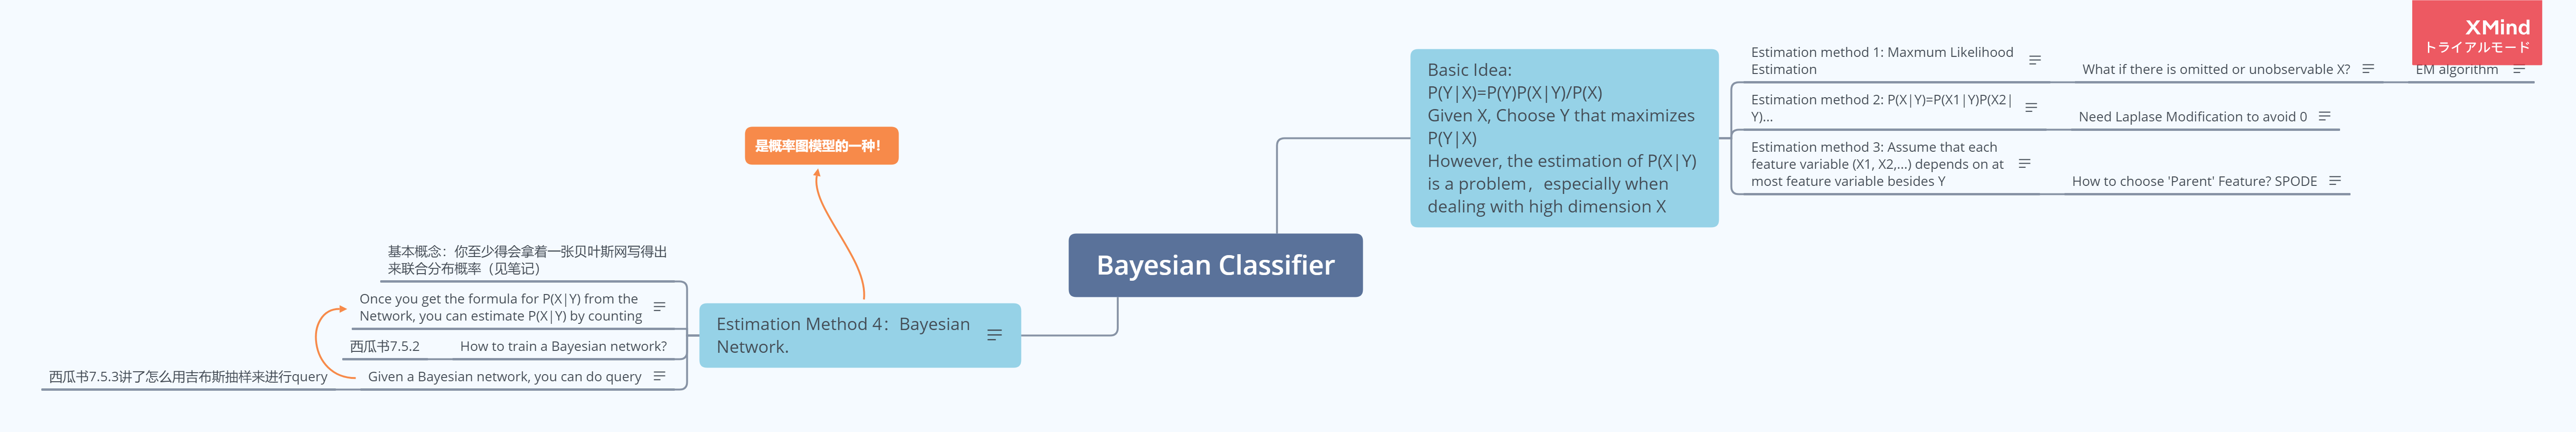 XMind
トライアルモード
Basic Idea:
P(Y|X)=P(Y)P(X|Y)/P(X)
Given X, Choose Y that maximizes
P(Y|X)
However, the estimation of P(X|Y)
is a problem，especially when
dealing with high dimension X
Estimation method 1: Maxmum Likelihood
Estimation
What if there is omitted or unobservable X?
EM algorithm
Estimation method 2: P(X|Y)=P(X1|Y)P(X2|
Y)...
Need Laplase Modification to avoid 0
Estimation method 3: Assume that each
feature variable (X1, X2,...) depends on at
most feature variable besides Y
How to choose 'Parent' Feature? SPODE
Bayesian Classifier
是概率图模型的一种！
Estimation Method 4：Bayesian
Network.
基本概念：你至少得会拿着一张贝叶斯网写得出
来联合分布概率（见笔记）
Once you get the formula for P(X|Y) from the
Network, you can estimate P(X|Y) by counting
How to train a Bayesian network?
西瓜书7.5.2
Given a Bayesian network, you can do query
西瓜书7.5.3讲了怎么用吉布斯抽样来进行query